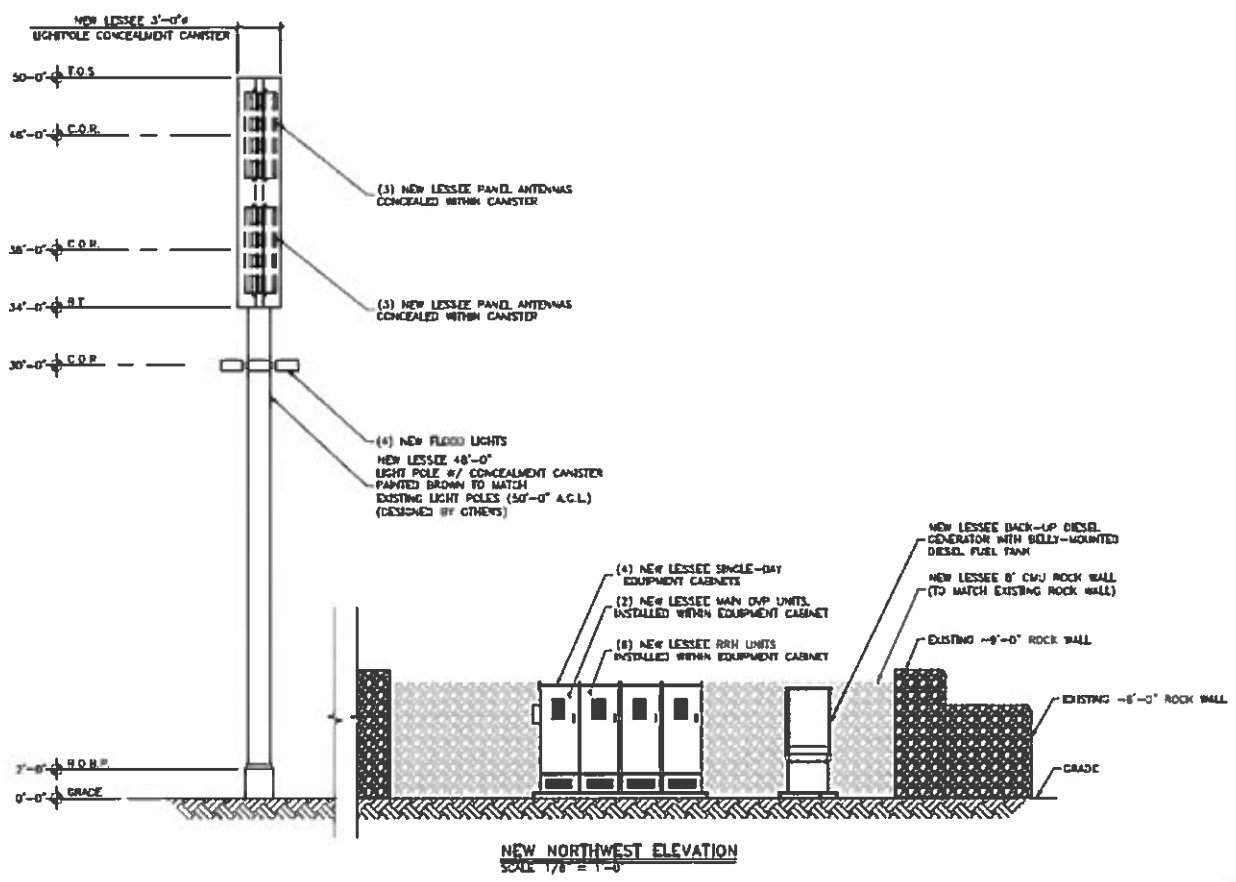 NEW LESSEE 3'-0"ø
LIGHTPOLE CONCEALMENT CANISTER
50'-0" T.O.S.
46'-0" C.O.R.
(3) NEW LESSEE PANEL ANTENNAS
CONCEALED WITHIN CANISTER
38'-0" C.O.R.
34'-0" B.T.
(3) NEW LESSEE PANEL ANTENNAS
CONCEALED WITHIN CANISTER
30'-0" C.O.R.
(4) NEW FLOOD LIGHTS
NEW LESSEE 48'-0"
LIGHT POLE W/ CONCEALMENT CANISTER
PAINTED BROWN TO MATCH
EXISTING LIGHT POLES (50'-0" A.G.L.)
(DESIGNED BY OTHERS)
NEW LESSEE BACK-UP DIESEL
GENERATOR WITH BELLY-MOUNTED
DIESEL FUEL TANK
(4) NEW LESSEE SINGLE-BAY
EQUIPMENT CABINETS
NEW LESSEE 8' CMU ROCK WALL
(TO MATCH EXISTING ROCK WALL)
(2) NEW LESSEE MAIN OVP UNITS,
INSTALLED WITHIN EQUIPMENT CABINET
(6) NEW LESSEE RRH UNITS
INSTALLED WITHIN EQUIPMENT CABINET
EXISTING ~9'-0" ROCK WALL
EXISTING ~6'-0" ROCK WALL
B.O.B.P.
0'-0" GRADE
GRADE
NEW NORTHWEST ELEVATION
SCALE 1/8" = 1'-0"